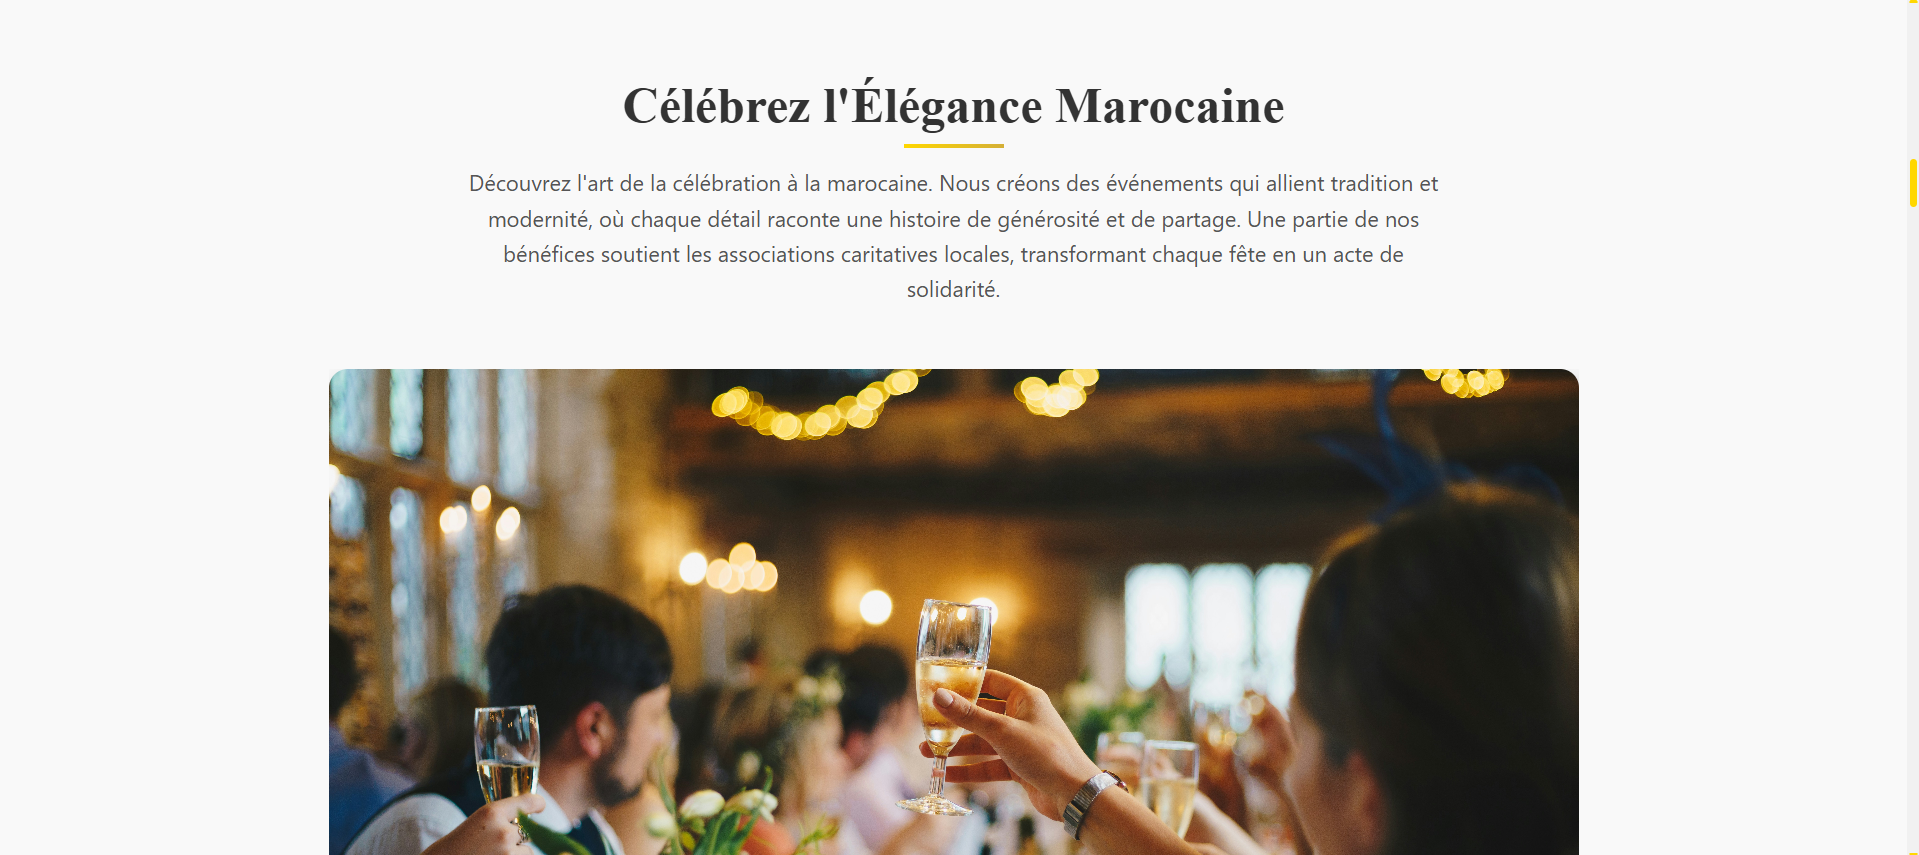 Célébrez l'Élégance Marocaine
Découvrez l'art de la célébration à la marocaine. Nous créons des événements qui allient tradition et
modernité, où chaque détail raconte une histoire de générosité et de partage. Une partie de nos
bénéfices soutient les associations caritatives locales, transformant chaque fête en un acte de
solidarité.